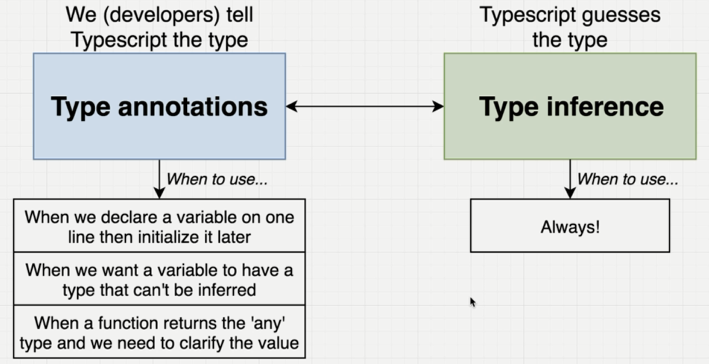 We (developers) tell
Typescript the type
Type annotations
When to use...
When we declare a variable on one
line then initialize it later
When we want a variable to have a
type that can't be inferred
When a function returns the 'any'
type and we need to clarify the value
Typescript guesses
the type
Type inference
When to use...
Always!